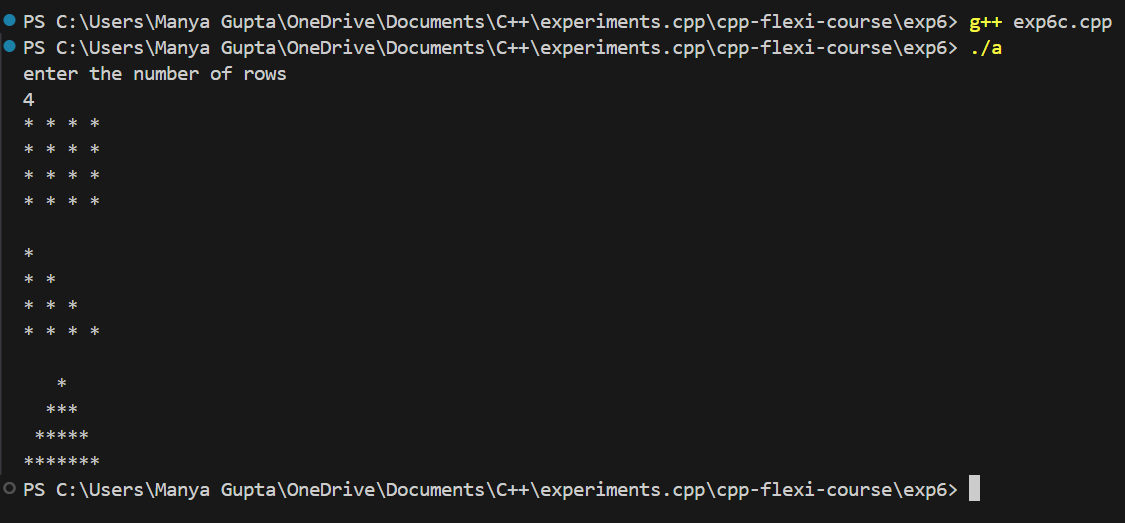 PS C:\Users\Manya Gupta\OneDrive\Documents\C++\experiments.cpp\cpp-flexi-course\exp6> g++ exp6c.cpp
PS C:\Users\Manya Gupta\OneDrive\Documents\C++\experiments.cpp\cpp-flexi-course\exp6> ./a
enter the number of rows
4
* * * *
* * * *
* * * *
* * * *

*
* *
* * *
* * * *

   *
  ***
 *****
*******
PS C:\Users\Manya Gupta\OneDrive\Documents\C++\experiments.cpp\cpp-flexi-course\exp6>